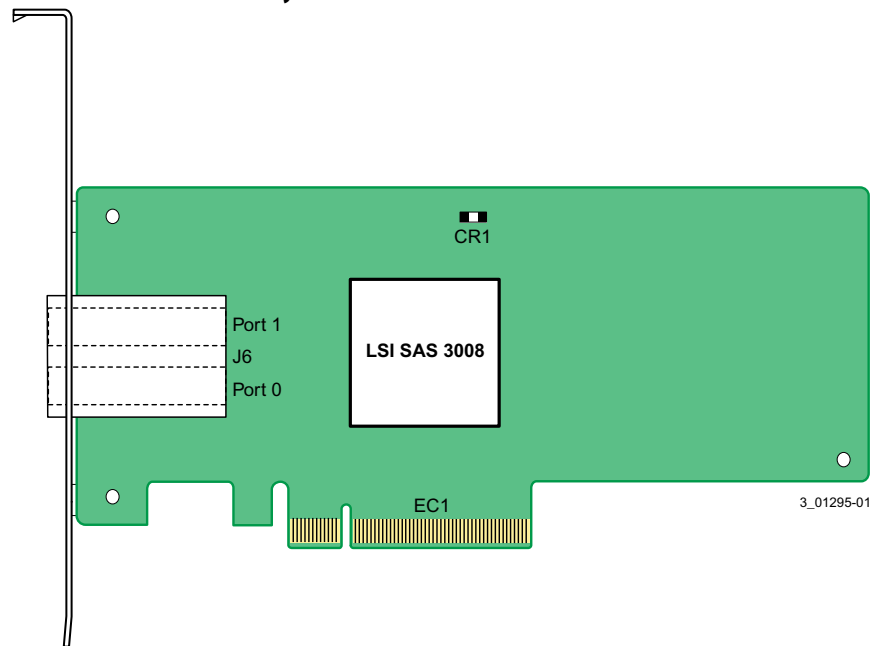 CR1
Port 1
LSI SAS 3008
J6
Port 0
EC1
3_01295-01